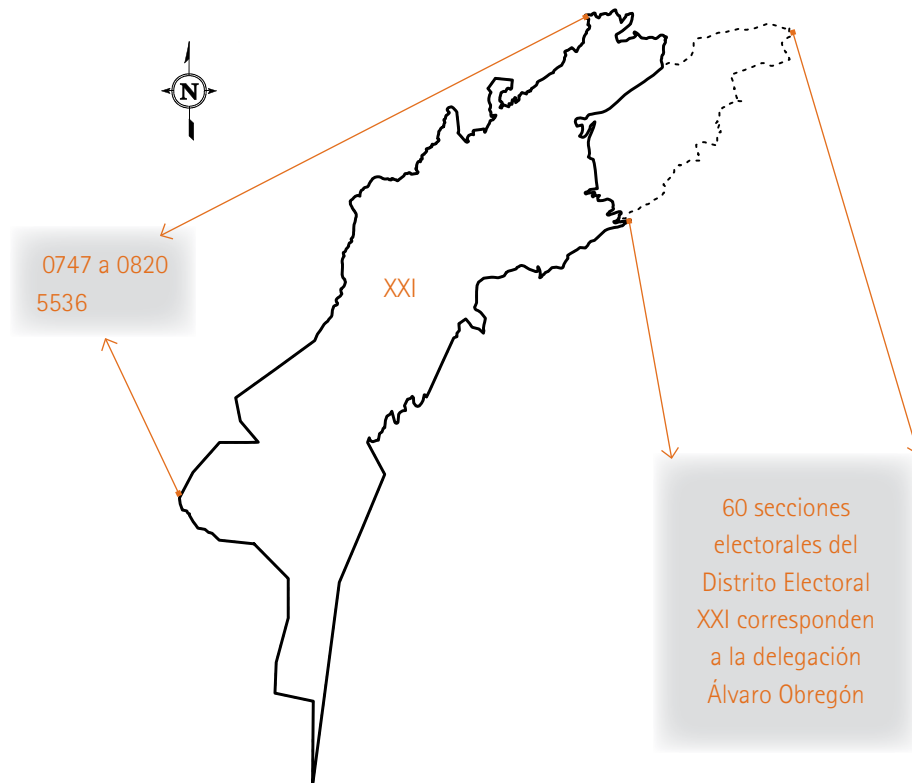 N
0747 a 0820
5536
XXI
60 secciones
electorales del
Distrito Electoral
XXI corresponden
a la delegación
Álvaro Obregón